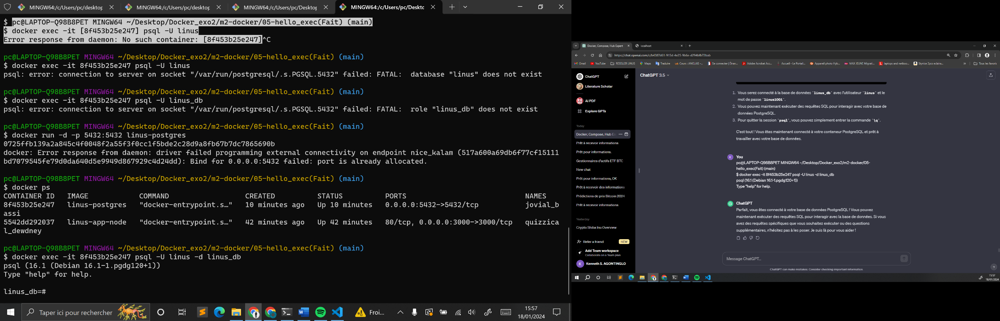 MINGW64:/c/Users/pc/desktop
MINGW64:/c/Users/pc/desktop
MINGW64:/c/Users/pc/Desktop
MINGW64:/c/Users/pc/Desktc
$ pc@LAPTOP-Q98B8PET MINGW64 ~/Desktop/Docker_exo2/m2-docker/05-hello_exec(Fait) (main)
$ docker exec -it [8f453b25e247] psql -U linus
Error response from daemon: No such container: [8f453b25e247]^C
pc@LAPTOP-Q98B8PET MINGW64 ~/Desktop/Docker_exo2/m2-docker/05-hello_exec(Fait) (main)
$ docker exec -it 8f453b25e247 psql -U linus
psql: error: connection to server on socket "/var/run/postgresql/.s.PGSQL.5432" failed: FATAL:  database "linus" does not exist
pc@LAPTOP-Q98B8PET MINGW64 ~/Desktop/Docker_exo2/m2-docker/05-hello_exec(Fait) (main)
$ docker exec -it 8f453b25e247 psql -U linus_db
psql: error: connection to server on socket "/var/run/postgresql/.s.PGSQL.5432" failed: FATAL:  role "linus_db" does not exist
pc@LAPTOP-Q98B8PET MINGW64 ~/Desktop/Docker_exo2/m2-docker/05-hello_exec(Fait) (main)
$ docker run -d -p 5432:5432 linus-postgres
0725ffb139a2a845c4f0048f2a55f3f0cc1f5bde2c28d9a8fb67b7dc7865690b
docker: Error response from daemon: driver failed programming external connectivity on endpoint nice_kalam (517a600a69db6f77cf15111
bd7079545fe79d0da640d5e9949d867929c4d24dd): Bind for 0.0.0.0:5432 failed: port is already allocated.
pc@LAPTOP-Q98B8PET MINGW64 ~/Desktop/Docker_exo2/m2-docker/05-hello_exec(Fait) (main)
$ docker ps
CONTAINER ID   IMAGE            COMMAND                  CREATED          STATUS          PORTS                            NAMES
8f453b25e247   linus-postgres   "docker-entrypoint.s…"   10 minutes ago   Up 10 minutes   0.0.0.0:5432->5432/tcp           jovial_b
assi
5542dd292037   linus-app-node   "docker-entrypoint.s…"   42 minutes ago   Up 42 minutes   80/tcp, 0.0.0.0:3000->3000/tcp   quizzica
l_dewdney
pc@LAPTOP-Q98B8PET MINGW64 ~/Desktop/Docker_exo2/m2-docker/05-hello_exec(Fait) (main)
$ docker exec -it 8f453b25e247 psql -U linus -d linus_db
psql (16.1 (Debian 16.1-1.pgdg120+1))
Type "help" for help.
linus_db=#
Taper ici pour rechercher
Froi...
15:57
18/01/2024
Docker, Compose, Hub Expert
localhost
https://chat.openai.com/c/b4387d61-915d-4e25-9b6e-d294bfb72bab
Gmail
YouTube
RESELLER LINUS
Maps
Traduire
Cours : ANGLAIS -...
Se connecter | Étran...
Adobe Acrobat Acc...
Accueil - Le Portail...
Appareil photo Hyb...
MAX JEUNE Migrati...
laptops and netboo...
Stynice 2pcs eclaira...
Tous les favoris
ChatGPT
Literature Scholar
AI PDF
Explore GPTs
Today
Docker, Compose, Hub Ex
Prêt à recevoir informations
Prêt pour informations.
Gestionnaires d'actifs ETF BTC
New chat
Prêt pour informations, OK
Prêt à recevoir des informations
Prédictions de prix Bitcoin 2024
Prêt à recevoir informations
Yesterday
Crypto Shiba Inu Overview
Refer a friend
NEW
Add Team workspace
Collaborate on a Team plan
K
Kenneth S. AGONTINGLO
ChatGPT 3.5
1. Vous serez connecté à la base de données `linus_db` avec l'utilisateur `linus` et le
mot de passe `linus1001`.
2. Vous pouvez maintenant exécuter des requêtes SQL pour interagir avec votre base de
données PostgreSQL.
3. Pour quitter la session `psql`, vous pouvez simplement entrer la commande `\q`.
C'est tout ! Vous êtes maintenant connecté à votre conteneur PostgreSQL et prêt à
travailler avec votre base de données.
K
You
pc@LAPTOP-Q98B8PET MINGW64 ~/Desktop/Docker_exo2/m2-docker/05-
hello_exec(Fait) (main)
$ docker exec -it 8f453b25e247 psql -U linus -d linus_db
psql (16.1 (Debian 16.1-1.pgdg120+1))
Type "help" for help.
ChatGPT
Parfait, vous êtes connecté à votre base de données PostgreSQL ! Vous pouvez
maintenant exécuter des requêtes SQL pour interagir avec la base de données. Si vous
avez des requêtes spécifiques que vous souhaitez exécuter ou des questions
supplémentaires, n'hésitez pas à les poser. Je suis là pour vous aider !
Message ChatGPT...
ChatGPT can make mistakes. Consider checking important information.
?
15:57
18/01/2024